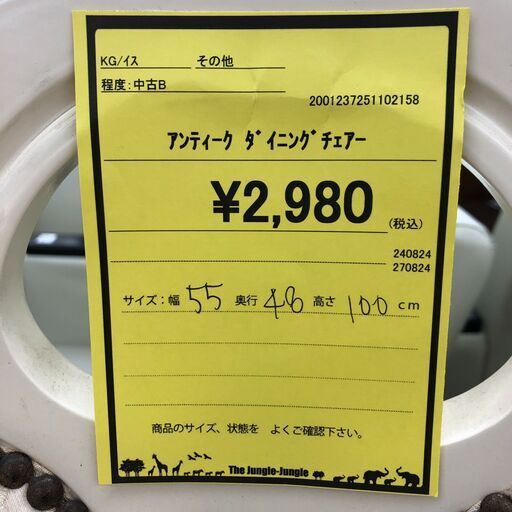 KG/ｲｽ その他
程度:中古B
2001237251102158
ｱﾝﾃｨｰｸ ﾀﾞｲﾆﾝｸﾞﾁｪｱｰ
¥2,980
(税込)
240824
270824
サイズ:幅 55 奥行 48 高さ 100 cm
商品のサイズ、状態を よくご確認下さい。
The Jungle-Jungle